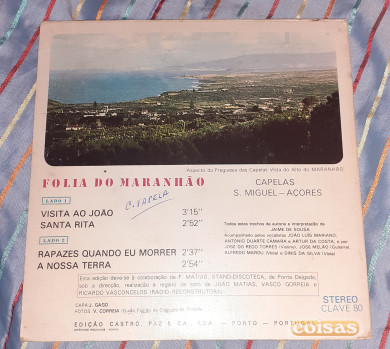 Aspecto da Freguesia das Capelas Vista do Alto do MARANHÃO
FOLIA DO MARANHÃO
CAPELAS
S. MIGUEL - AÇORES
LADO 1
VISITA AO JOÃO 3'15''
SANTA RITA 2'52''
LADO 2
RAPAZES QUANDO EU MORRER 2'37''
A NOSSA TERRA 2'54''
Todos estes trechos de autoria e interpretação de
JAIME DE SOUSA
Acompanhado pelos vocalistas JOÃO LUIS MARIANO,
ANTONIO DUARTE CAMARA e ARTUR DA COSTA, e por
JOSÉ DO REGO TORRES (Violino), JOSÉ MELÃO (Guitarra),
ALFREDO (Viola) e DINIS DA SILVA (Viola)
Esta edição deve-se à colaboração de F. MATIAS, STAND-DISCOTECA, de Ponta Delgada,
sob a direcção, realização e registo de som de JOÃO MATIAS, VASCO CORREIA e
RICARDO VASCONCELOS (RADIO-RECONSTRUTORA)
CAPA J. GAGO
FOTOS V. CORREIA
EDIÇÃO CASTRO, PAZ & CA., LDA - PORTO - PORTUGAL
STEREO
CLAVE 80
coisas